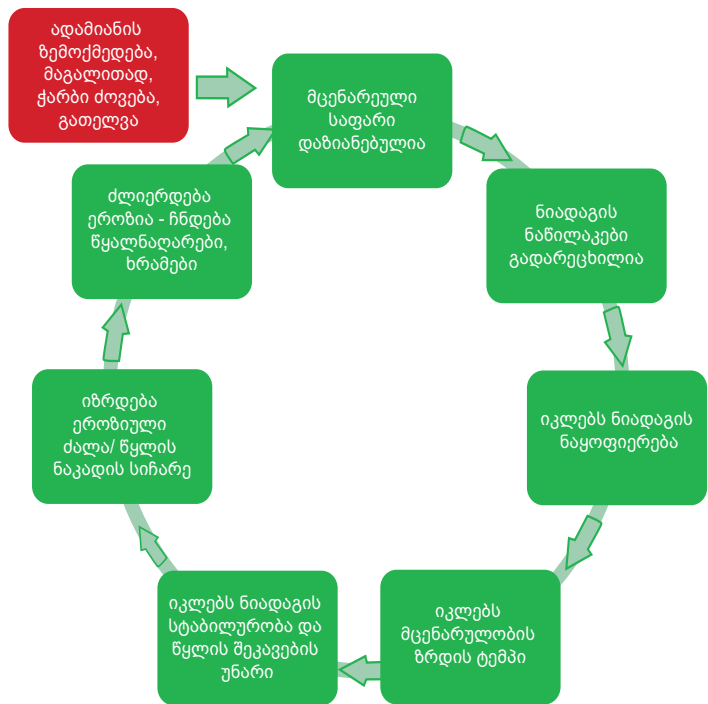 ადამიანის
ზემოქმედება,
მაგალითად,
ჭარბი ძოვება,
გათელვა
მცენარეული
საფარი
დაზიანებულია
ნიადაგის
ნაწილაკები
გადარეცხილია
იკლებს ნიადაგის
ნაყოფიერება
იკლებს
მცენარულობის
ზრდის ტემპი
იკლებს ნიადაგის
სტაბილურობა და
წყლის შეკავების
უნარი
იზრდება
ეროზიული
ძალა/ წყლის
ნაკადის სიჩარე
ძლიერდება
ეროზია - ჩნდება
წყალნაღარები,
ხრამები